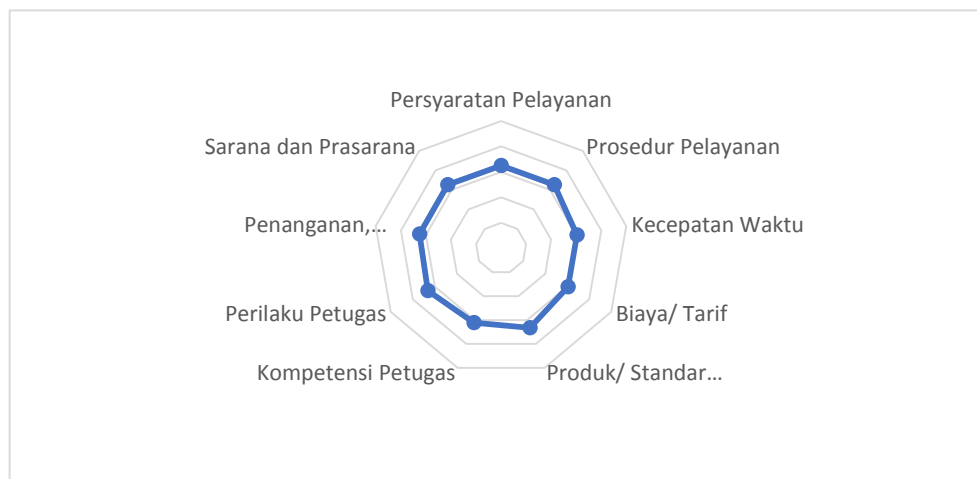 Persyaratan Pelayanan
Prosedur Pelayanan
Kecepatan Waktu
Biaya/ Tarif
Produk/ Standar...
Kompetensi Petugas
Perilaku Petugas
Penanganan,...
Sarana dan Prasarana